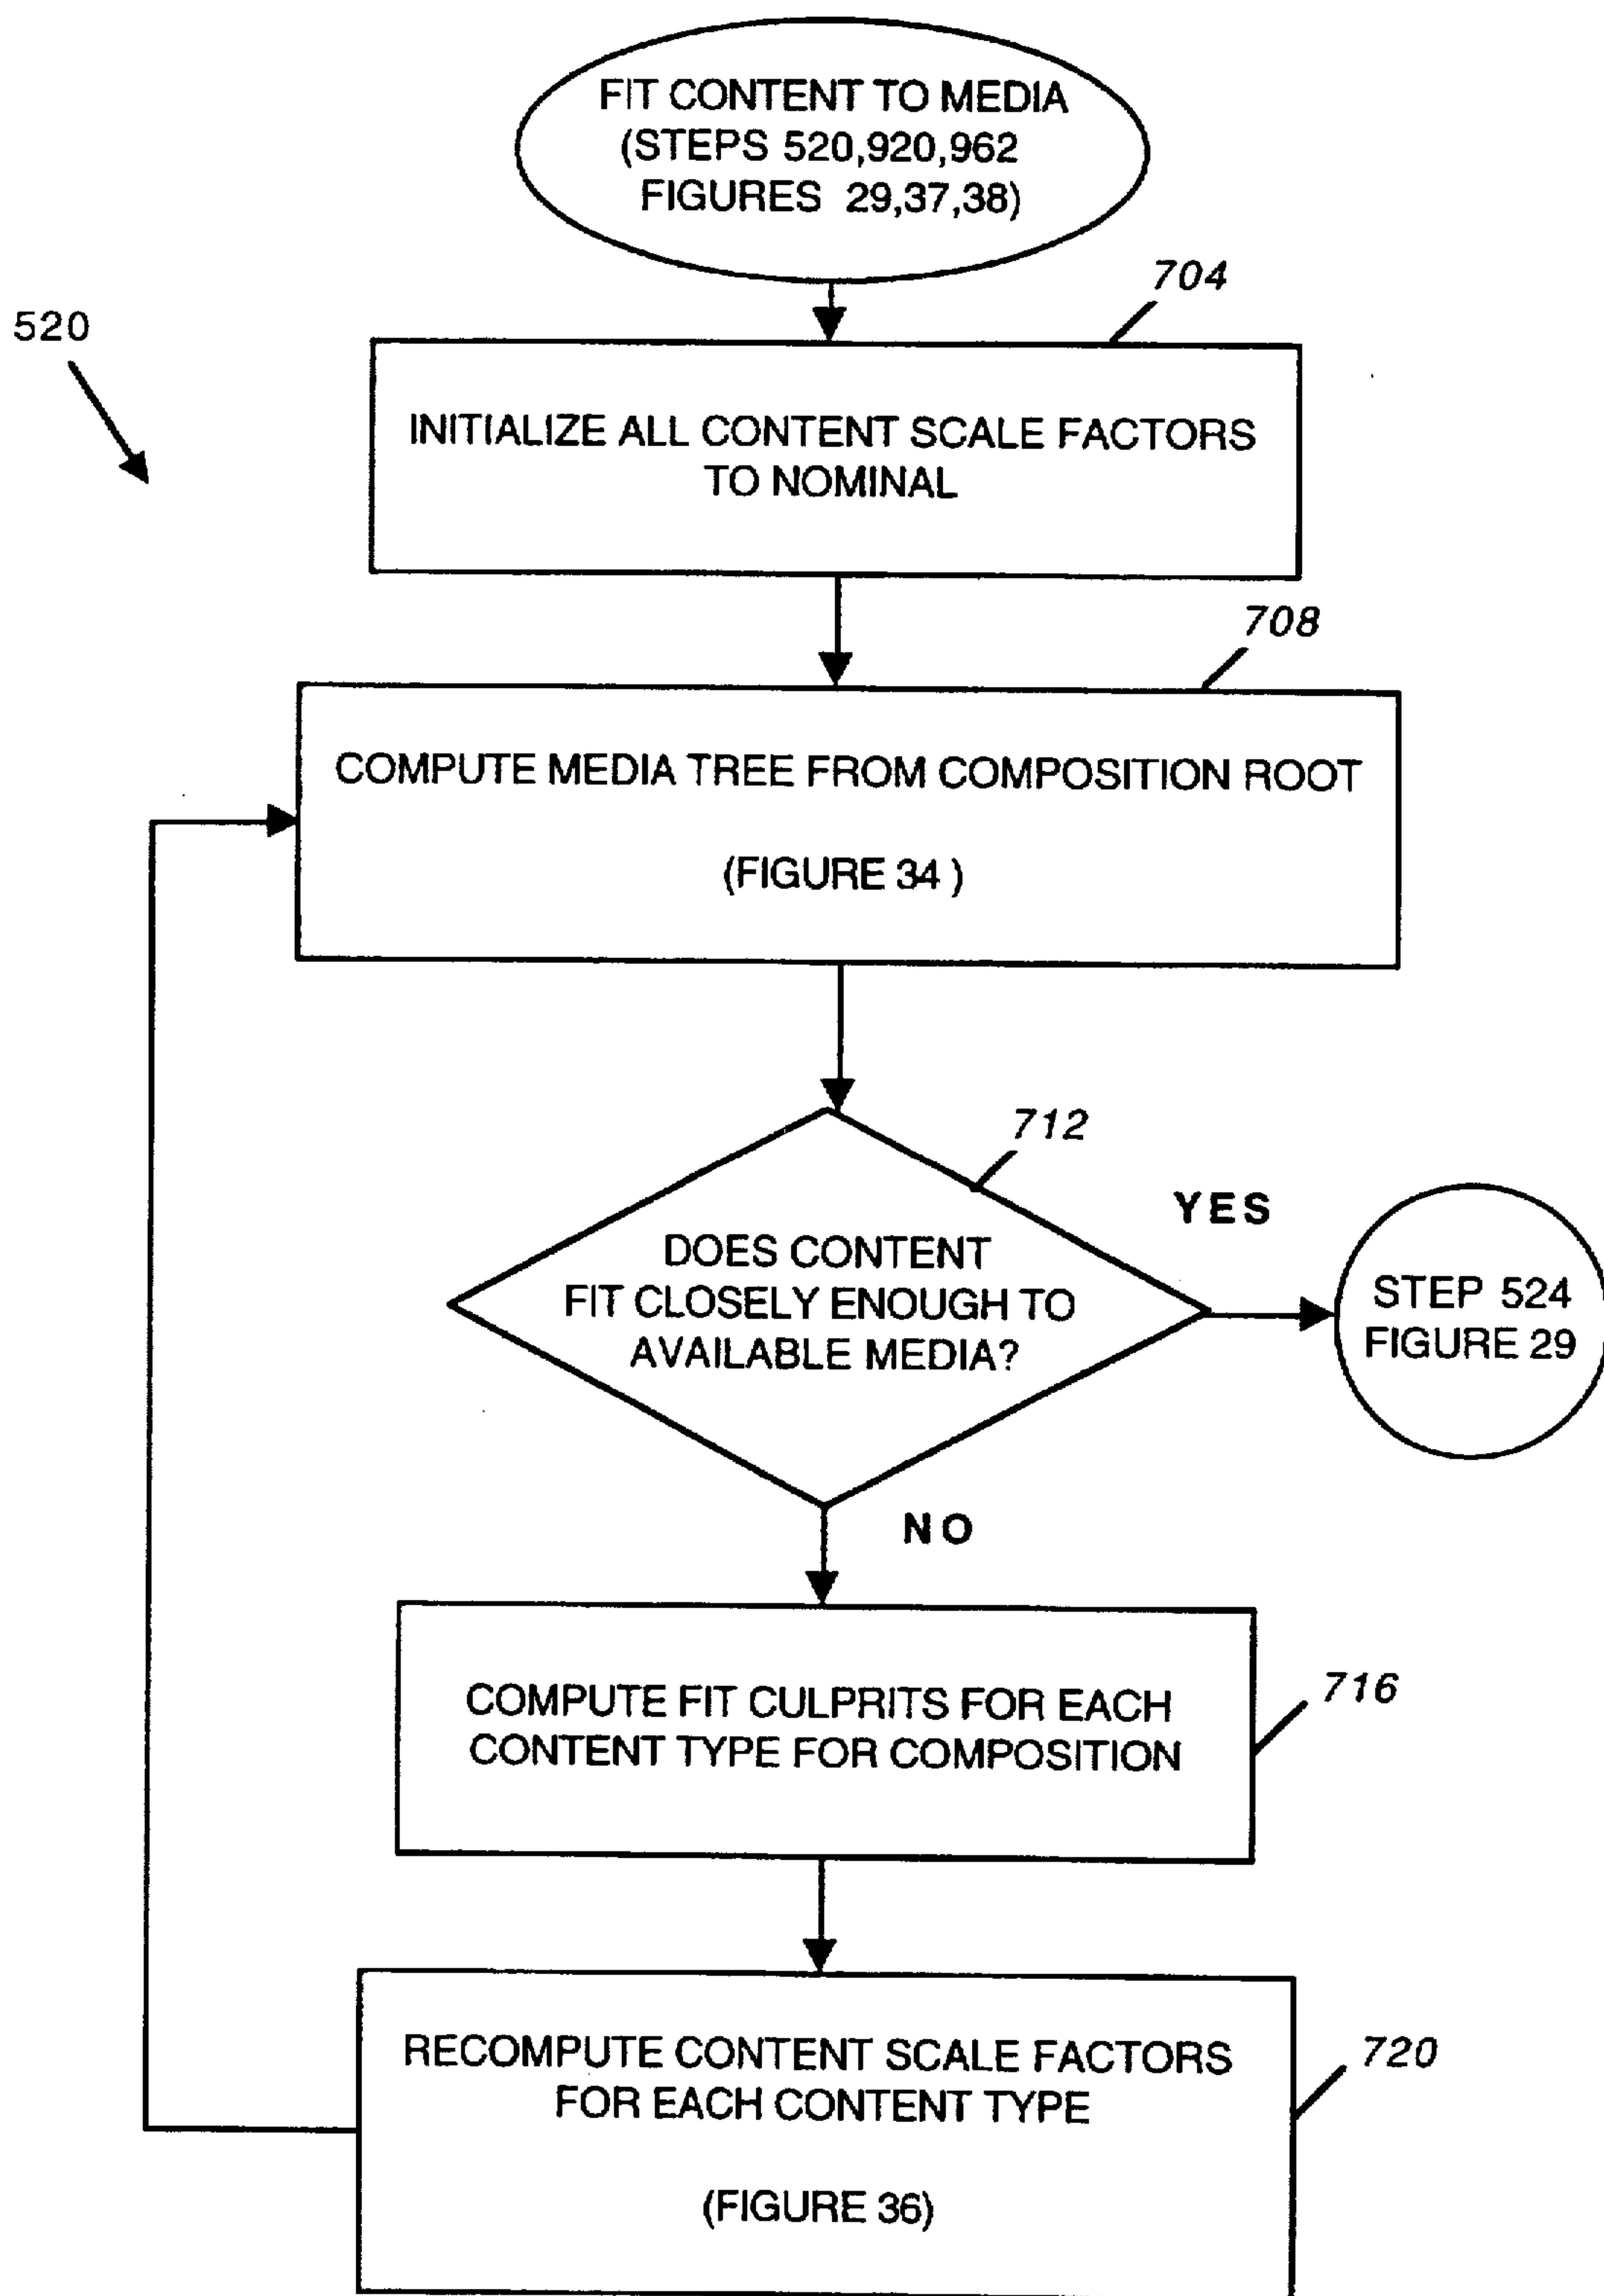 FIT CONTENT TO MEDIA
(STEPS 520,920,962
FIGURES 29,37,38)
704
520
INITIALIZE ALL CONTENT SCALE FACTORS
TO NOMINAL
708
COMPUTE MEDIA TREE FROM COMPOSITION ROOT
(FIGURE 34 )
712
YES
DOES CONTENT
FIT CLOSELY ENOUGH TO
AVAILABLE MEDIA?
STEP 524
FIGURE 29
NO
COMPUTE FIT CULPRITS FOR EACH
CONTENT TYPE FOR COMPOSITION
716
RECOMPUTE CONTENT SCALE FACTORS
FOR EACH CONTENT TYPE
720
(FIGURE 36)